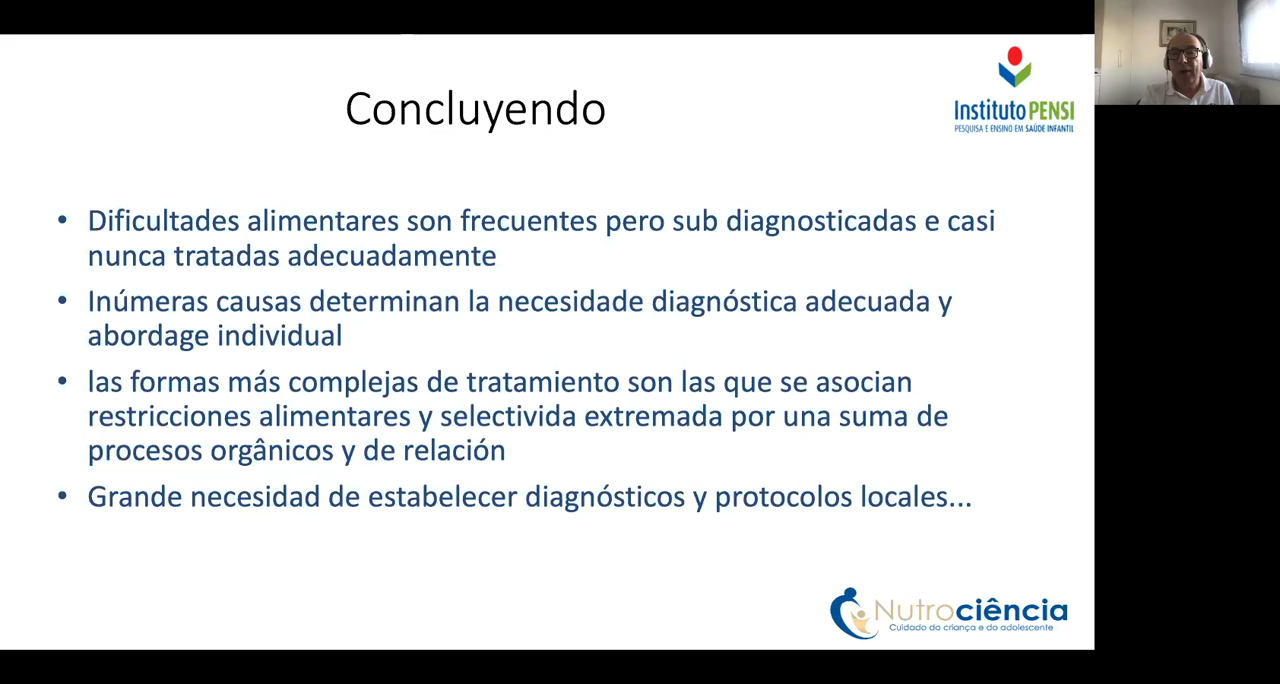 Concluyendo
Instituto PENSI
PESQUISA E ENSINO EM SAÚDE INFANTIL
• Dificultades alimentares son frecuentes pero sub diagnosticadas e casi
nunca tratadas adecuadamente
• Inúmeras causas determinan la necesidade diagnóstica adecuada y
abordage individual
• las formas más complejas de tratamiento son las que se asocian
restricciones alimentares y selectivida extremada por una suma de
procesos orgânicos y de relación
• Grande necesidad de estabelecer diagnósticos y protocolos locales...
Nutrociência
Cuidado da criança e do adolescente